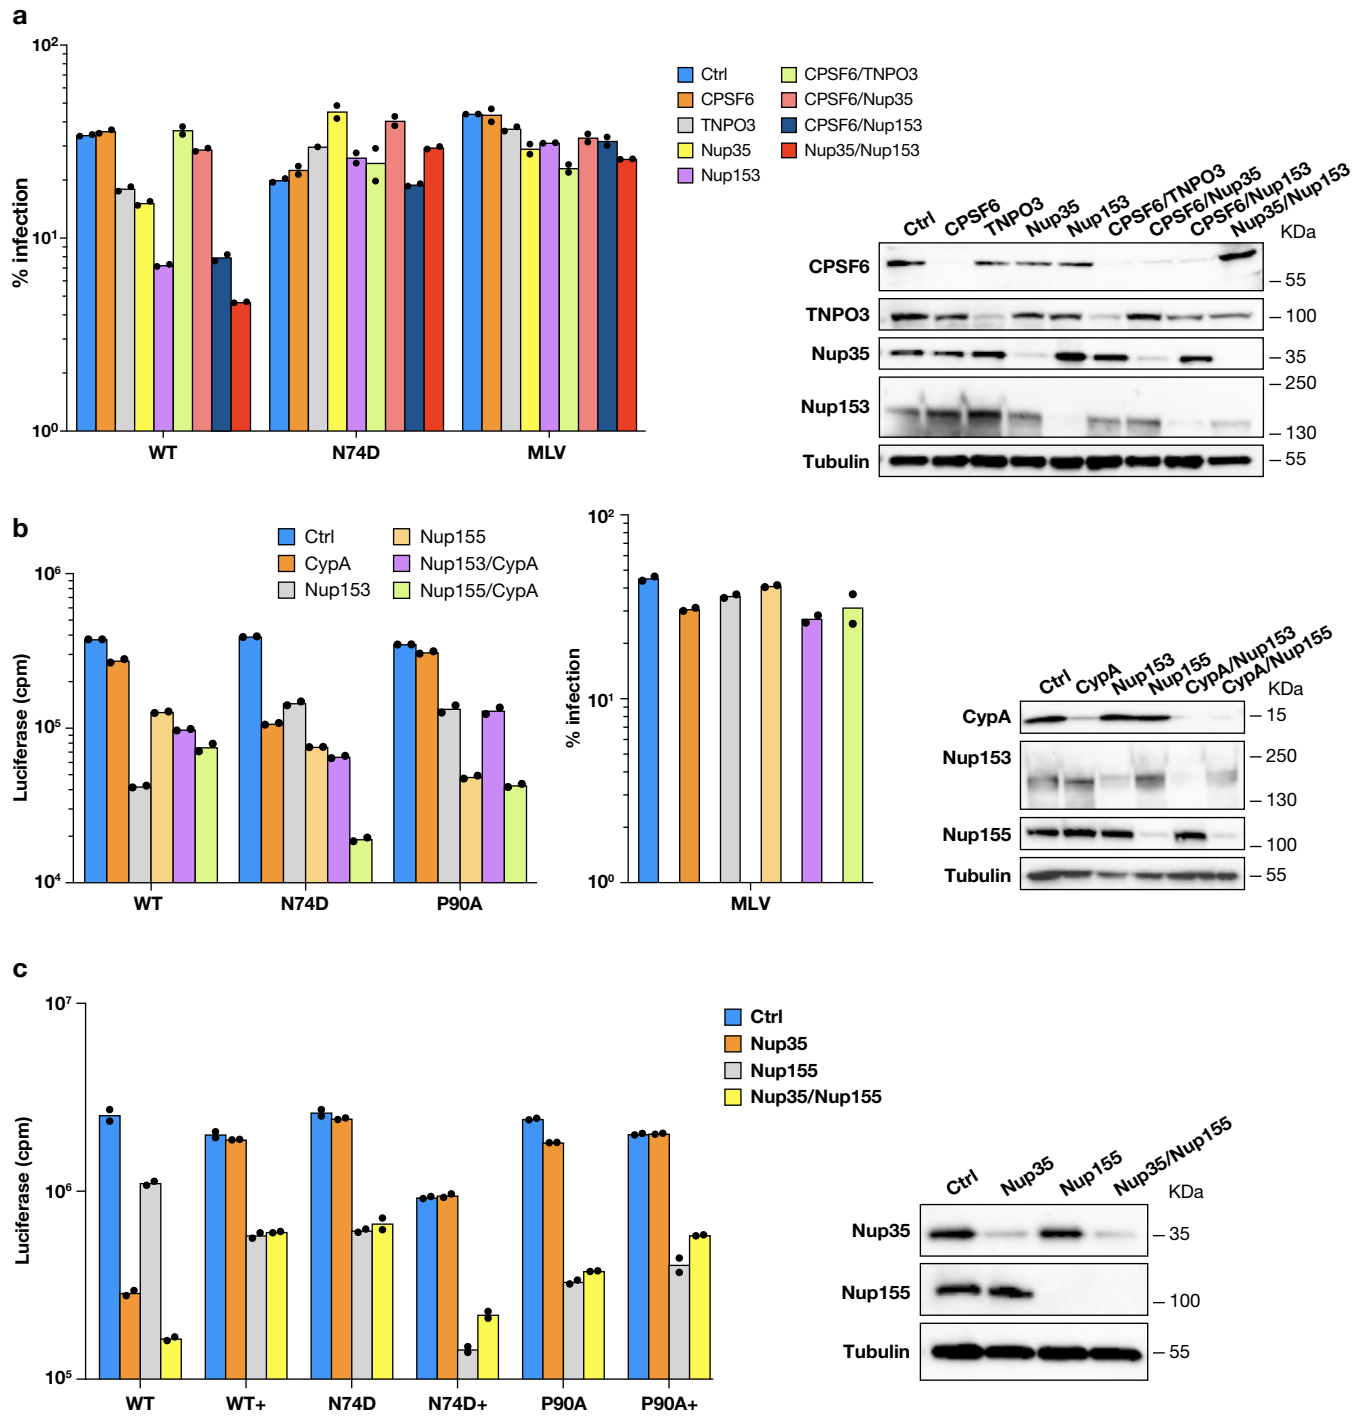 a
10²
10¹
10⁰
% infection
WT
N74D
MLV
Ctrl
CPSF6
TNPO3
Nup35
Nup153
CPSF6/TNPO3
CPSF6/Nup35
CPSF6/Nup153
Nup35/Nup153
Ctrl
CPSF6
TNPO3
Nup35
Nup153
CPSF6/TNPO3
CPSF6/Nup35
CPSF6/Nup153
Nup35/Nup153
KDa
CPSF6
55
TNPO3
100
Nup35
35
Nup153
250
130
Tubulin
55
b
Ctrl
CypA
Nup153
Nup155
Nup153/CypA
Nup155/CypA
10⁶
10⁵
10⁴
Luciferase (cpm)
WT
N74D
P90A
10²
10¹
10⁰
% infection
MLV
Ctrl
CypA
Nup153
Nup155
CypA/Nup153
CypA/Nup155
KDa
CypA
15
Nup153
250
130
Nup155
100
Tubulin
55
c
10⁷
10⁶
10⁵
Luciferase (cpm)
WT
WT+
N74D
N74D+
P90A
P90A+
Ctrl
Nup35
Nup155
Nup35/Nup155
Ctrl
Nup35
Nup155
Nup35/Nup155
KDa
Nup35
35
Nup155
100
Tubulin
55